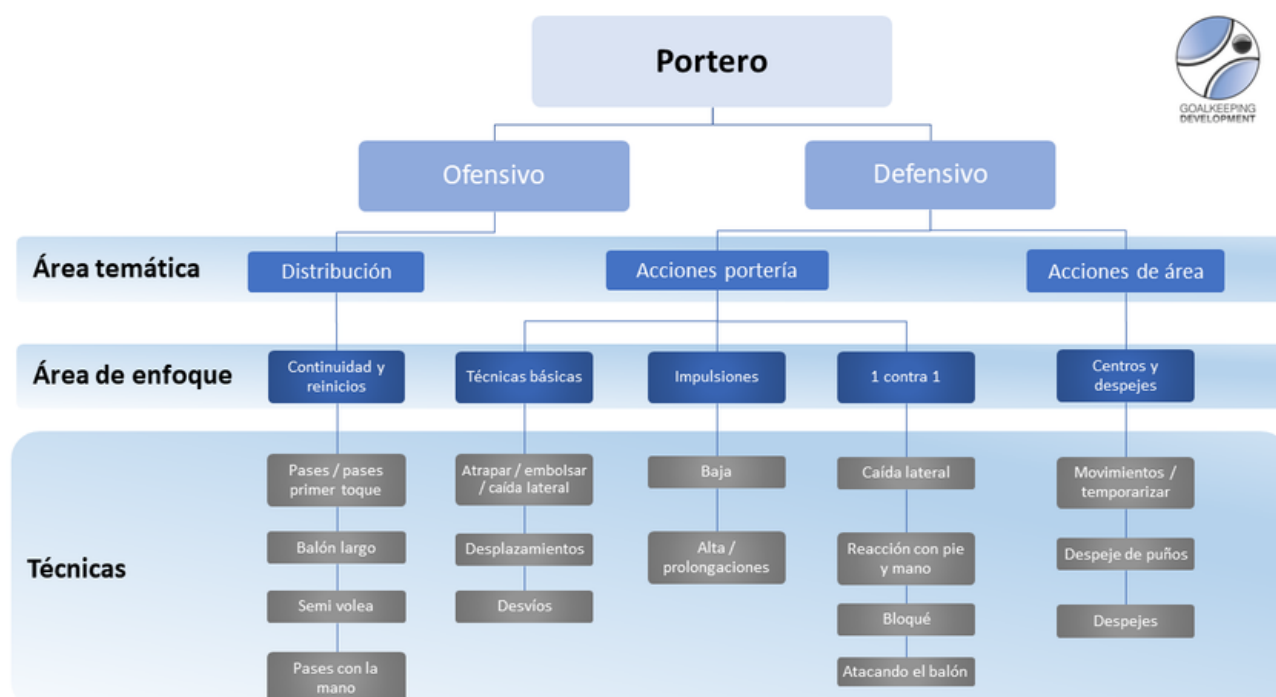 Portero
GOALKEEPING
DEVELOPMENT
Ofensivo
Defensivo
Área temática
Distribución
Acciones portería
Acciones de área
Área de enfoque
Continuidad y
reinicios
Técnicas básicas
Impulsiones
1 contra 1
Centros y
despejes
Técnicas
Pases / pases
primer toque
Balón largo
Semi volea
Pases con la
mano
Atrapar / embolsar
/ caída lateral
Desplazamientos
Desvíos
Baja
Alta /
prolongaciones
Caída lateral
Reacción con pie
y mano
Bloqué
Atacando el balón
Movimientos /
temporarizar
Despeje de puños
Despejes